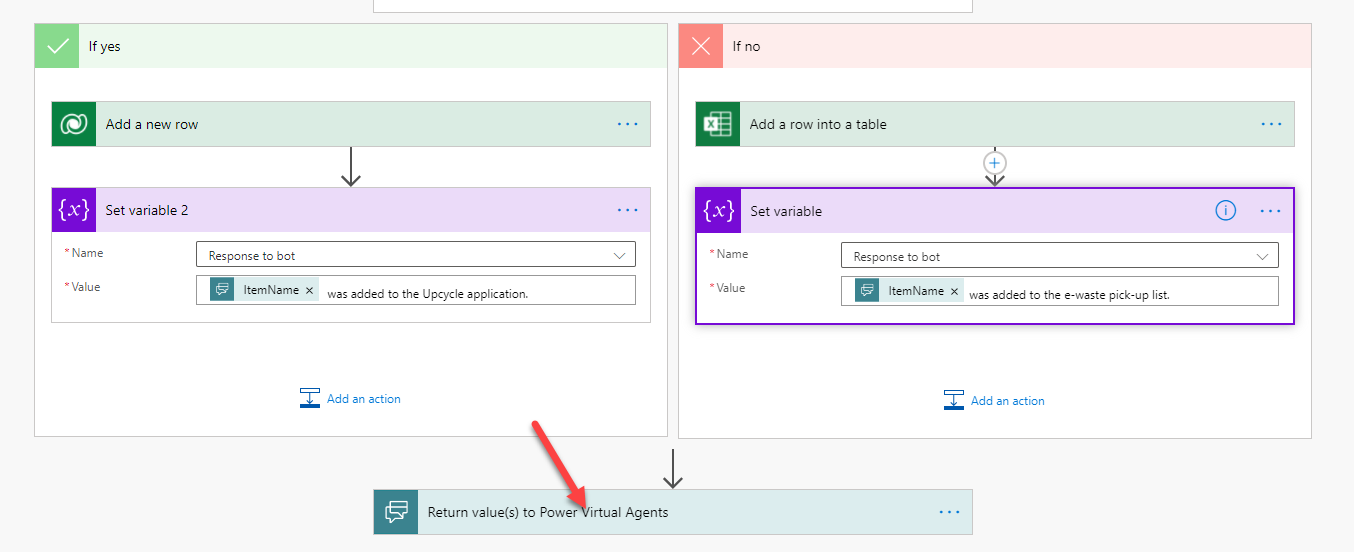 If yes
Add a new row
{x} Set variable 2
*Name
Response to bot
*Value
ItemName × was added to the Upcycle application.
Add an action
If no
Add a row into a table
{x} Set variable
*Name
Response to bot
*Value
ItemName × was added to the e-waste pick-up list.
Add an action
Return value(s) to Power Virtual Agents